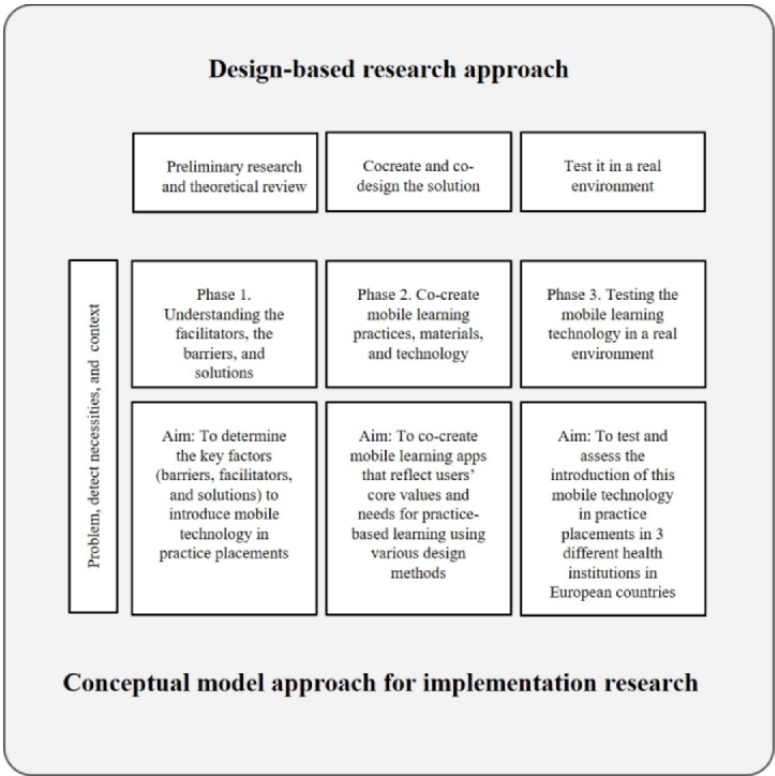 Design-based research approach
Preliminary research
and theoretical review
Cocreate and co-
design the solution
Test it in a real
environment
Problem, detect necessities, and context
Phase 1.
Understanding the
facilitators, the
barriers, and
solutions
Phase 2. Co-create
mobile learning
practices, materials,
and technology
Phase 3. Testing the
mobile learning
technology in a real
environment
Aim: To determine
the key factors
(barriers, facilitators,
and solutions) to
introduce mobile
technology in
practice placements
Aim: To co-create
mobile learning apps
that reflect users’
core values and
needs for practice-
based learning using
various design
methods
Aim: To test and
assess the
introduction of this
mobile technology
in practice
placements in 3
different health
institutions in
European countries
Conceptual model approach for implementation research